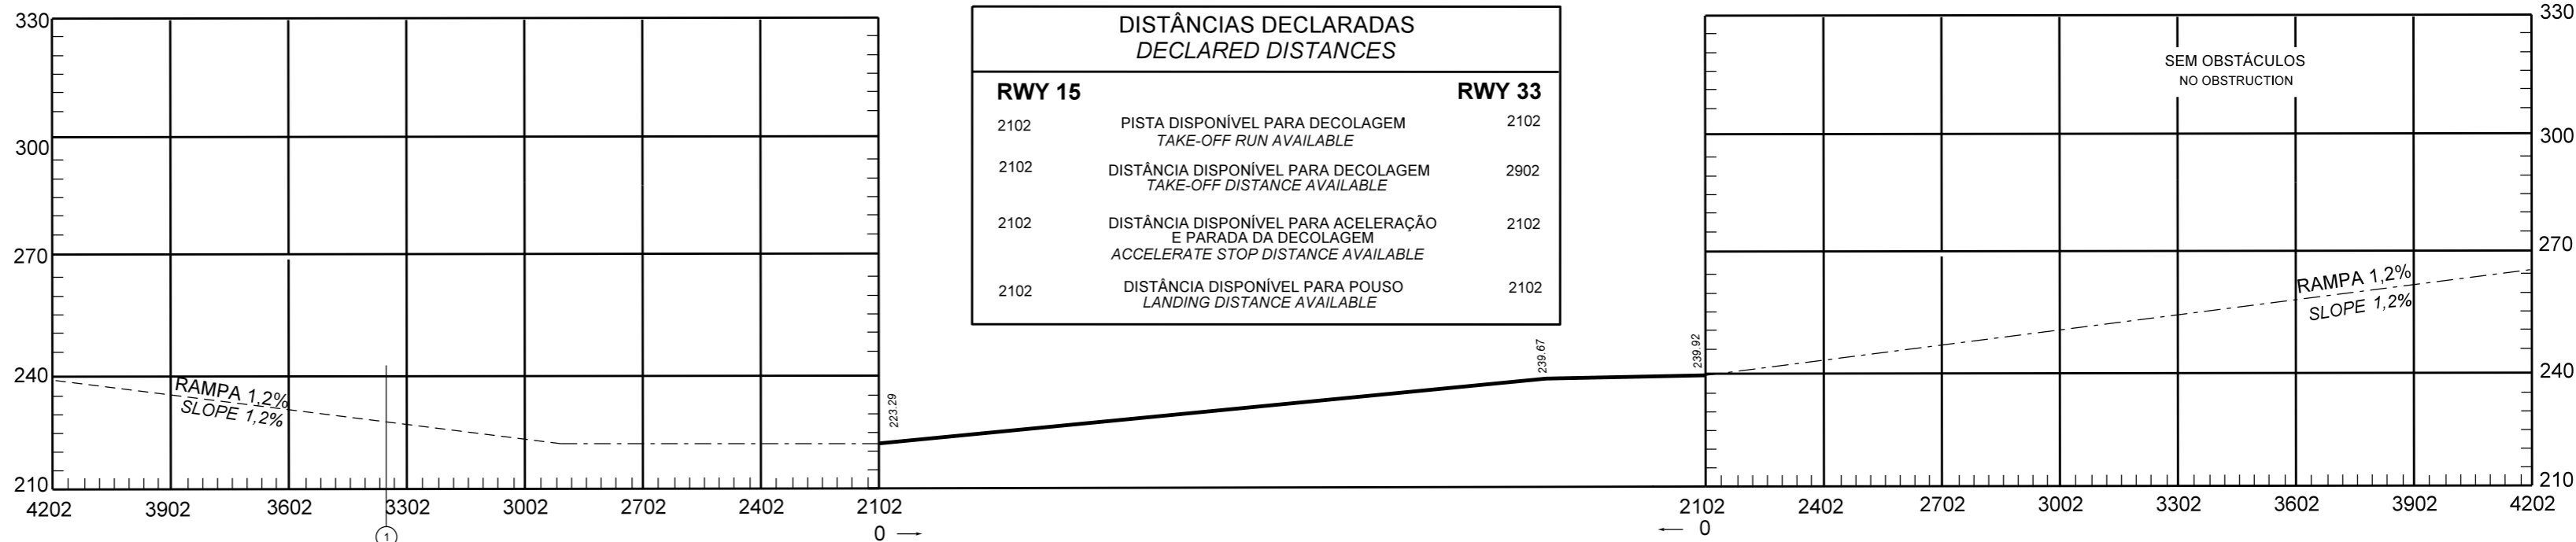 330
300
270
240
210
4202 3902 3602 3302 3002 2702 2402 2102
0
RAMPA 1,2%
SLOPE 1,2%
1
223.29
DISTÂNCIAS DECLARADAS
DECLARED DISTANCES
RWY 15 RWY 33
2102 PISTA DISPONÍVEL PARA DECOLAGEM 2102
TAKE-OFF RUN AVAILABLE
2102 DISTÂNCIA DISPONÍVEL PARA DECOLAGEM 2902
TAKE-OFF DISTANCE AVAILABLE
2102 DISTÂNCIA DISPONÍVEL PARA ACELERAÇÃO 2102
E PARADA DA DECOLAGEM
ACCELERATE STOP DISTANCE AVAILABLE
2102 DISTÂNCIA DISPONÍVEL PARA POUSO 2102
LANDING DISTANCE AVAILABLE
239.67
239.92
SEM OBSTÁCULOS
NO OBSTRUCTION
RAMPA 1,2%
SLOPE 1,2%
330
300
270
240
210
2102 2402 2702 3002 3302 3602 3902 4202
0